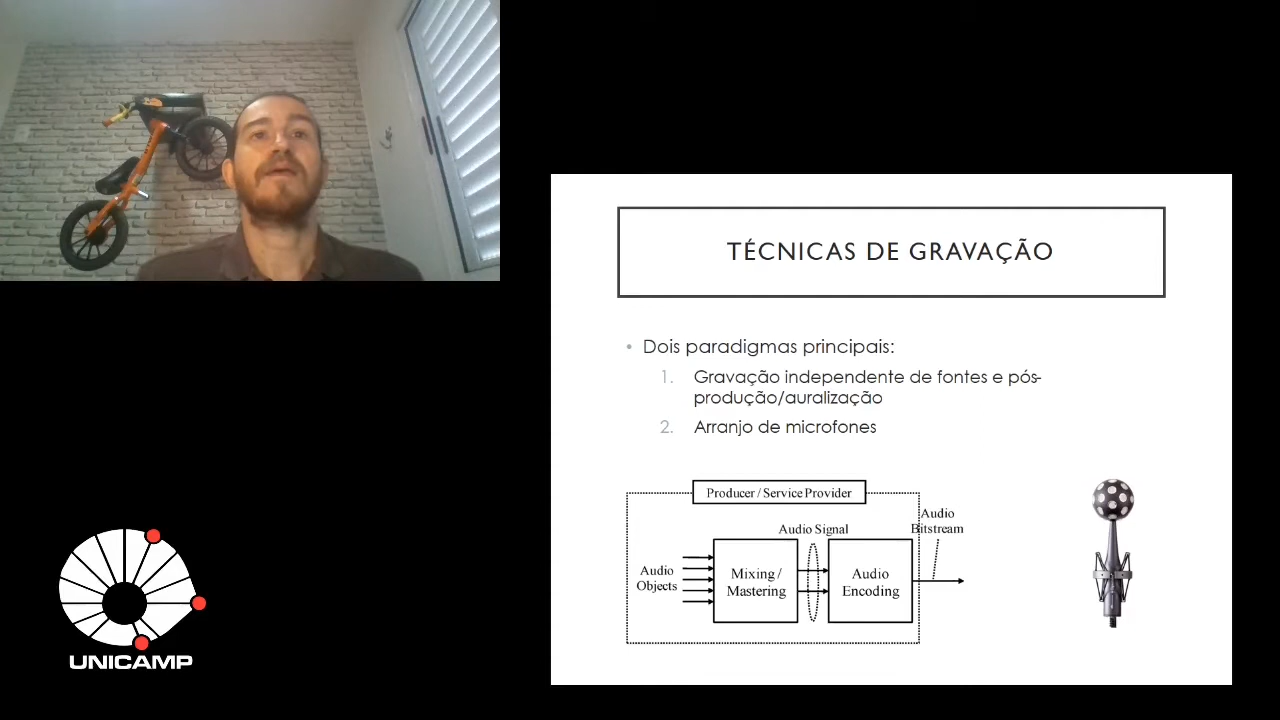 TÉCNICAS DE GRAVAÇÃO
• Dois paradigmas principais:
1. Gravação independente de fontes e pós-
produção/auralização
2. Arranjo de microfones
Producer / Service Provider
Audio
Bitstream
Audio Signal
Audio
Objects
Mixing /
Mastering
Audio
Encoding
UNICAMP